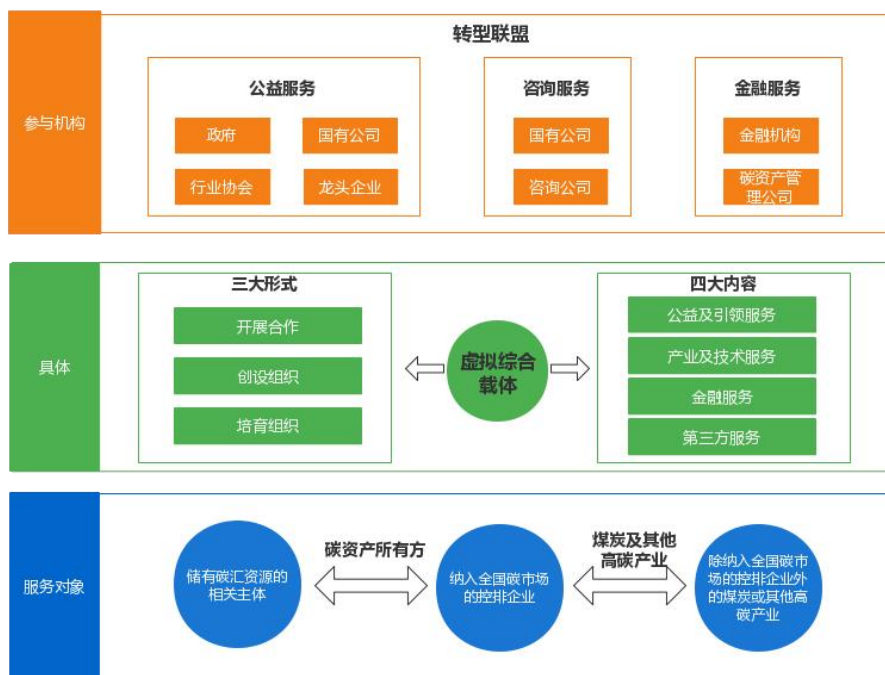 转型联盟
参与机构
公益服务
政府
国有公司
行业协会
龙头企业
咨询服务
国有公司
咨询公司
金融服务
金融机构
碳资产管
理公司
具体
三大形式
开展合作
创设组织
培育组织
虚拟综合
载体
四大内容
公益及引领服务
产业及技术服务
金融服务
第三方服务
服务对象
储有碳汇资源的
相关主体
碳资产所有方
纳入全国碳市场
的控排企业
煤炭及其他
高碳产业
除纳入全国碳市
场的控排企业外
的煤炭或其他高
碳产业